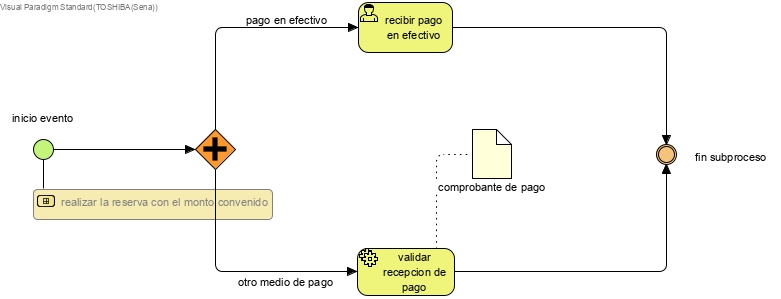 Visual Paradigm Standard(TOSHIBA(Sena))
pago en efectivo
recibir pago
en efectivo
inicio evento
fin subproceso
comprobante de pago
realizar la reserva con el monto convenido
validar
recepcion de
pago
otro medio de pago